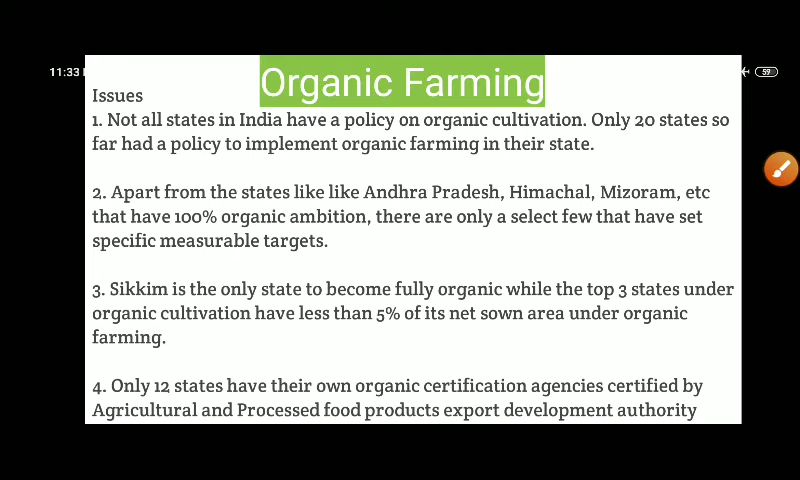 11:33
59
Organic Farming
Issues
1. Not all states in India have a policy on organic cultivation. Only 20 states so
far had a policy to implement organic farming in their state.
2. Apart from the states like like Andhra Pradesh, Himachal, Mizoram, etc
that have 100% organic ambition, there are only a select few that have set
specific measurable targets.
3. Sikkim is the only state to become fully organic while the top 3 states under
organic cultivation have less than 5% of its net sown area under organic
farming.
4. Only 12 states have their own organic certification agencies certified by
Agricultural and Processed food products export development authority